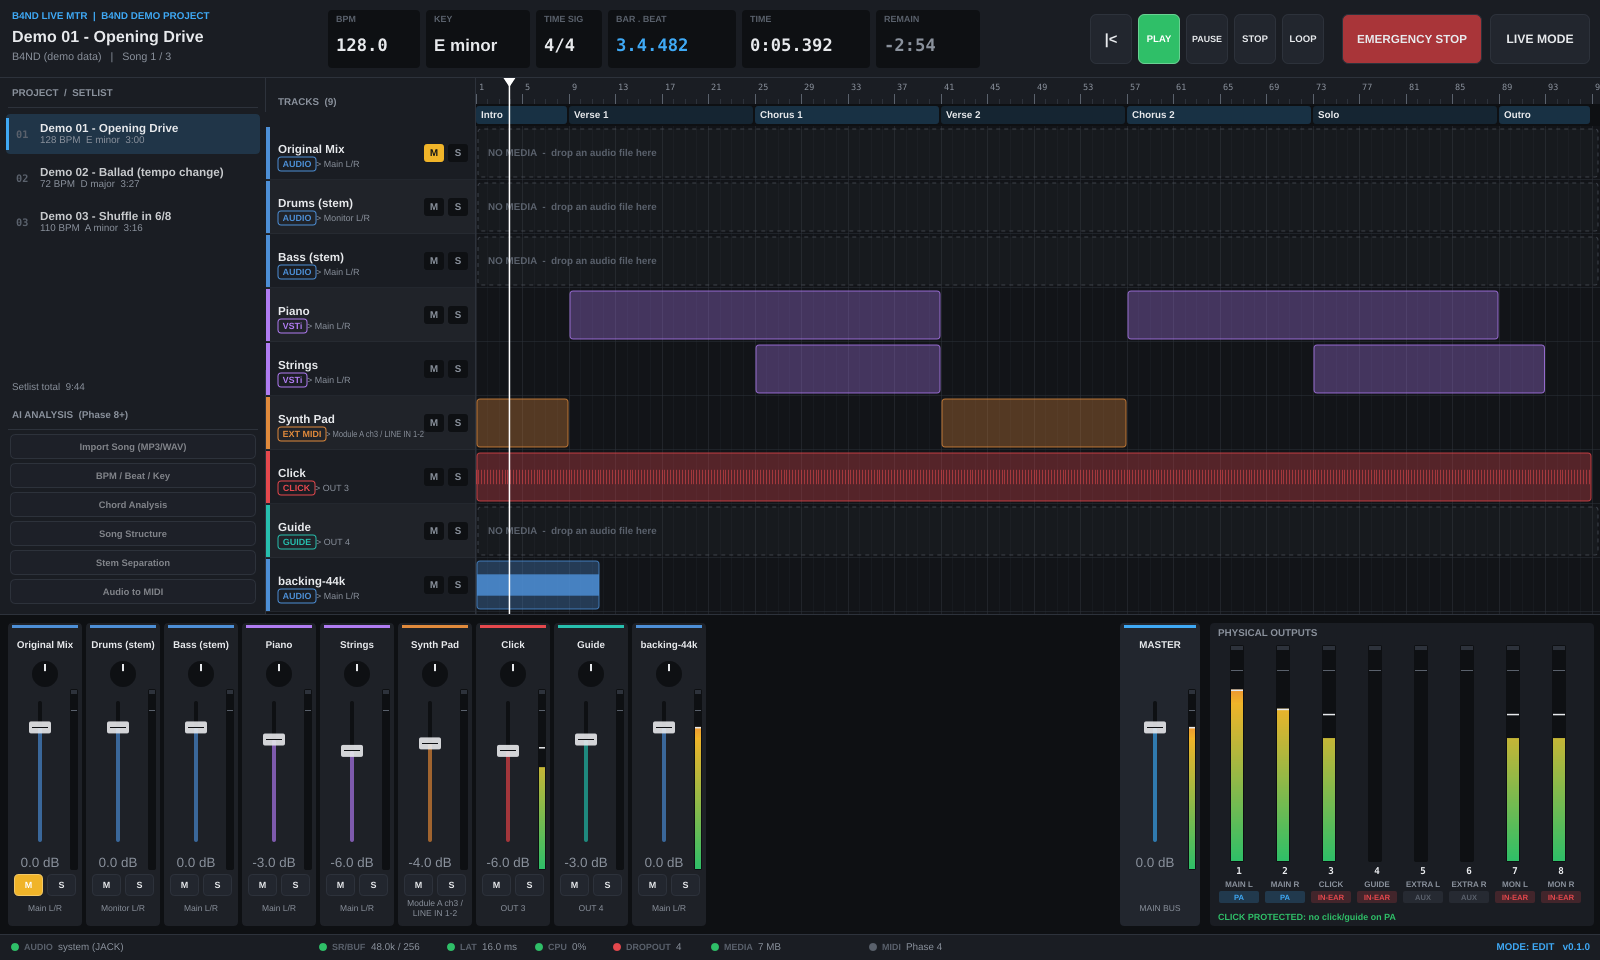 B4ND LIVE MTR | B4ND DEMO PROJECT
Demo 01 - Opening Drive
B4ND (demo data) | Song 1 / 3
BPM
128.0
KEY
E minor
TIME SIG
4/4
BAR . BEAT
3.4.482
TIME
0:05.392
REMAIN
-2:54
|<
PLAY
PAUSE
STOP
LOOP
EMERGENCY STOP
LIVE MODE
PROJECT / SETLIST
01
Demo 01 - Opening Drive
128 BPM E minor 3:00
02
Demo 02 - Ballad (tempo change)
72 BPM D major 3:27
03
Demo 03 - Shuffle in 6/8
110 BPM A minor 3:16
Setlist total 9:44
AI ANALYSIS (Phase 8+)
Import Song (MP3/WAV)
BPM / Beat / Key
Chord Analysis
Song Structure
Stem Separation
Audio to MIDI
TRACKS (9)
1 5 9 13 17 21 25 29 33 37 41 45 49 53 57 61 65 69 73 77 81 85 89 93
Intro Verse 1 Chorus 1 Verse 2 Chorus 2 Solo Outro
Original Mix M S
AUDIO > Main L/R
NO MEDIA - drop an audio file here
Drums (stem) M S
AUDIO > Monitor L/R
NO MEDIA - drop an audio file here
Bass (stem) M S
AUDIO > Main L/R
NO MEDIA - drop an audio file here
Piano M S
VSTi > Main L/R
Strings M S
VSTi > Main L/R
Synth Pad M S
EXT MIDI > Module A ch3 / LINE IN 1-2
Click M S
CLICK > OUT 3
Guide M S
GUIDE > OUT 4
NO MEDIA - drop an audio file here
backing-44k M S
AUDIO > Main L/R
Original Mix
0.0 dB
M S
Main L/R
Drums (stem)
0.0 dB
M S
Monitor L/R
Bass (stem)
0.0 dB
M S
Main L/R
Piano
-3.0 dB
M S
Main L/R
Strings
-6.0 dB
M S
Main L/R
Synth Pad
-4.0 dB
M S
Module A ch3 /
LINE IN 1-2
Click
-6.0 dB
M S
OUT 3
Guide
-3.0 dB
M S
OUT 4
backing-44k
0.0 dB
M S
Main L/R
MASTER
0.0 dB
MAIN BUS
PHYSICAL OUTPUTS
1 2 3 4 5 6 7 8
MAIN L MAIN R CLICK GUIDE EXTRA L EXTRA R MON L MON R
PA PA IN-EAR IN-EAR AUX AUX IN-EAR IN-EAR
CLICK PROTECTED: no click/guide on PA
AUDIO system (JACK)
SR/BUF 48.0k / 256
LAT 16.0 ms
CPU 0%
DROPOUT 4
MEDIA 7 MB
MIDI Phase 4
MODE: EDIT v0.1.0